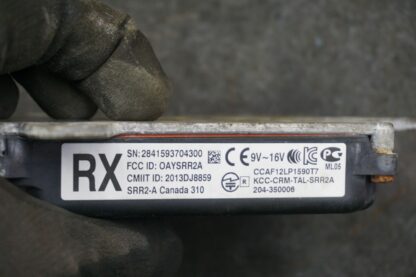 RX
SN: 2841593704300
FCC ID: OAYSRR2A
CMIIT ID: 2013DJ8859
SRR2-A Canada 310
CE 9V~16V
CCAF12LP1590T7
KCC-CRM-TAL-SRR2A
204-350006
R
ML05